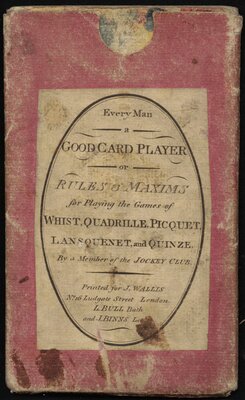 Every Man
a
GOOD CARD PLAYER
or
RULES & MAXIMS
for Playing the Games of
WHIST, QUADRILLE, PICQUET,
LANSQUENET, and QUINZE.
By a Member of the JOCKEY CLUB.
Printed for J. WALLIS
No. 16 Ludgate Street London
L. BULL Bath
and J. BINNS